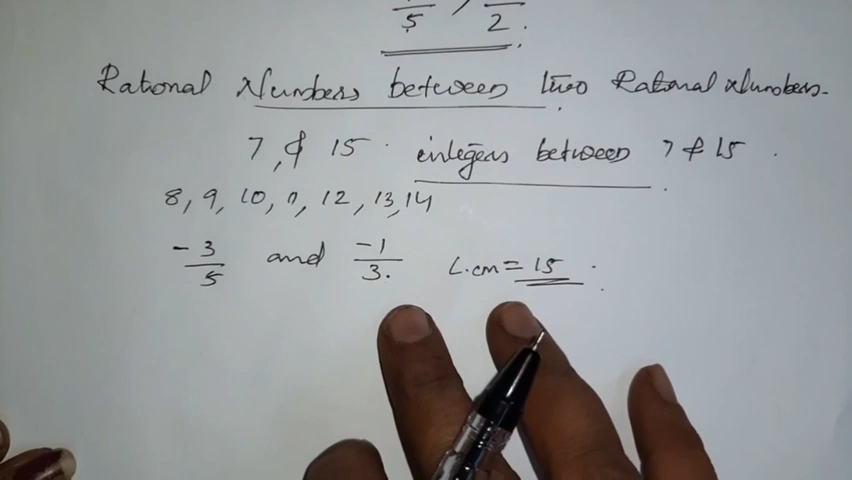 5 , 2 .
Rational Numbers between two Rational Numbers.
7, & 15 . integers between 7 & 15 .
8, 9, 10, 11, 12, 13, 14
-3/5 and -1/3. L.cm = 15 .